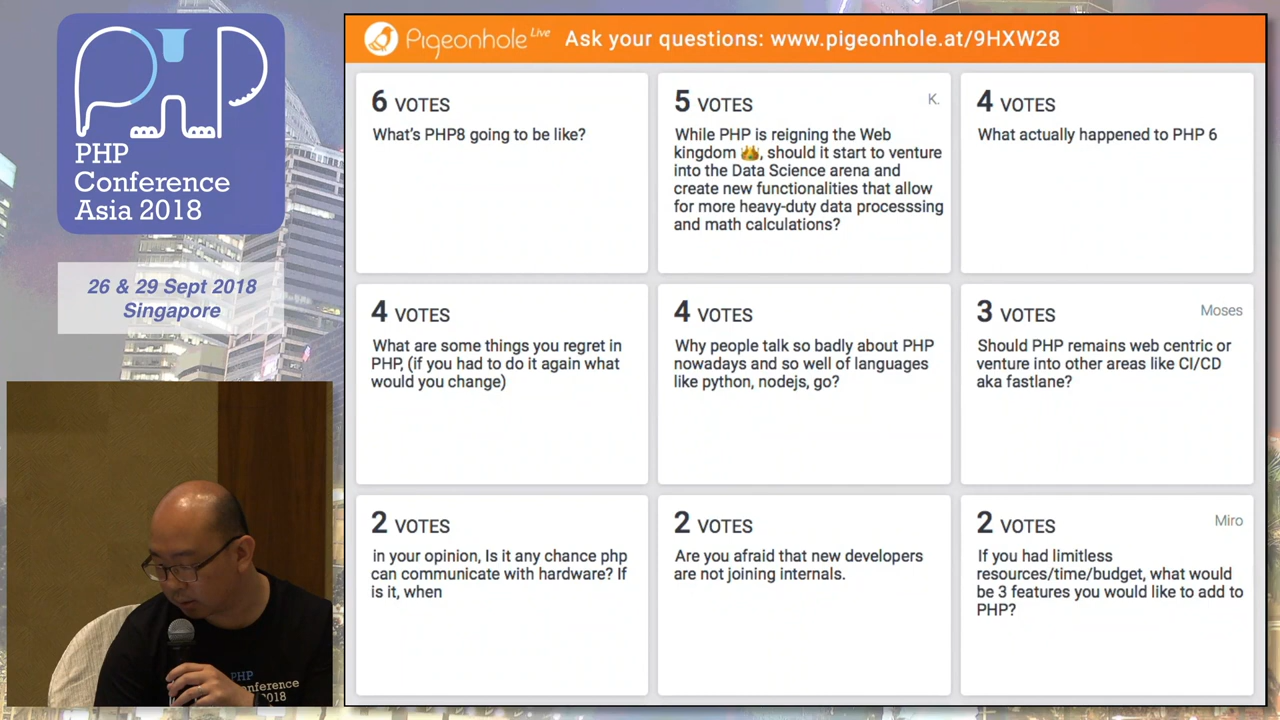 PHP
PHP
Conference
Asia 2018
26 & 29 Sept 2018
Singapore
Pigeonhole Live Ask your questions: www.pigeonhole.at/9HXW28
6 VOTES
What's PHP8 going to be like?
5 VOTES
K.
While PHP is reigning the Web
kingdom 👑, should it start to venture
into the Data Science arena and
create new functionalities that allow
for more heavy-duty data processsing
and math calculations?
4 VOTES
What actually happened to PHP 6
4 VOTES
What are some things you regret in
PHP, (if you had to do it again what
would you change)
4 VOTES
Why people talk so badly about PHP
nowadays and so well of languages
like python, nodejs, go?
3 VOTES
Moses
Should PHP remains web centric or
venture into other areas like CI/CD
aka fastlane?
2 VOTES
in your opinion, Is it any chance php
can communicate with hardware? If
is it, when
2 VOTES
Are you afraid that new developers
are not joining internals.
2 VOTES
Miro
If you had limitless
resources/time/budget, what would
be 3 features you would like to add to
PHP?
PHP
onference
2018